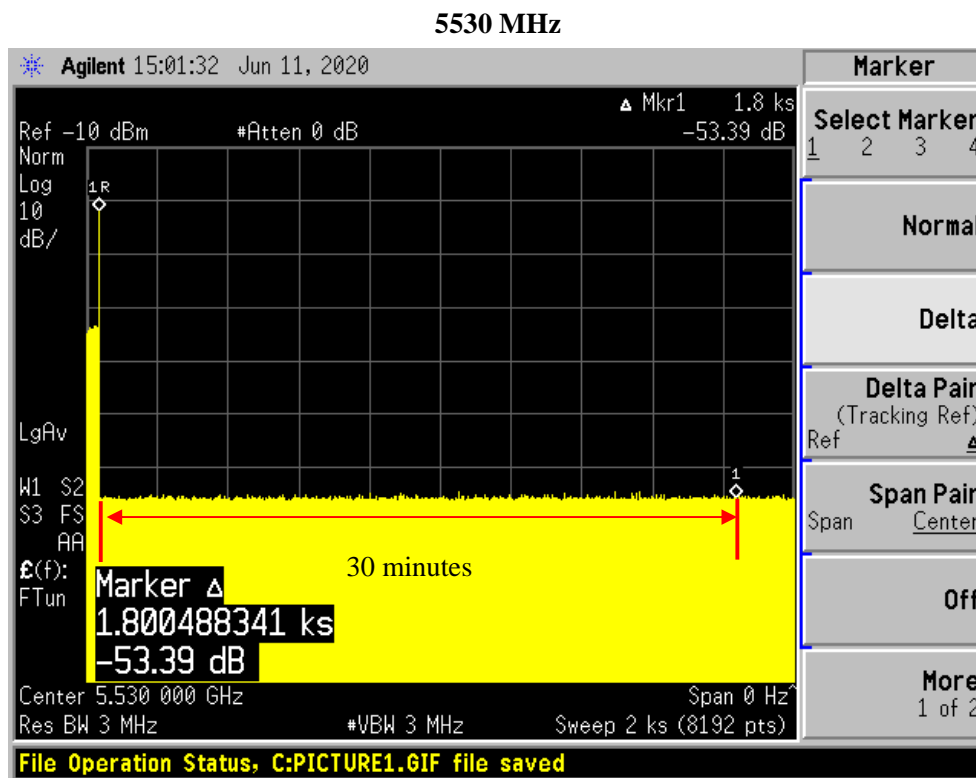 5530 MHz
Agilent 15:01:32 Jun 11, 2020
Marker
Δ Mkr1 1.8 ks
Ref -10 dBm #Atten 0 dB -53.39 dB
Norm
Log
10
dB/
1R
LgAv
1
W1 S2
S3 FS
AA
£(f):
FTun
30 minutes
Marker Δ
1.800488341 ks
-53.39 dB
Center 5.530 000 GHz Span 0 Hz^
Res BW 3 MHz #VBW 3 MHz Sweep 2 ks (8192 pts)
File Operation Status, C:PICTURE1.GIF file saved
Select Marker
1 2 3 4
Normal
Delta
Delta Pair
(Tracking Ref)
Ref Δ
Span Pair
Span Center
Off
More
1 of 2